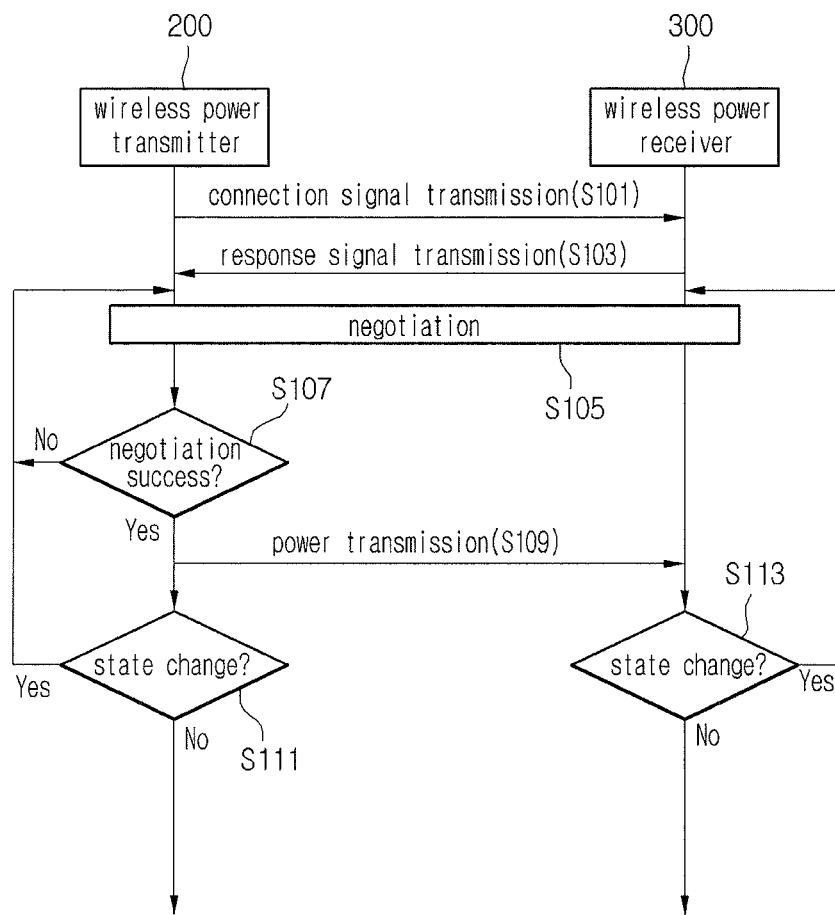 200
300
wireless power
transmitter
wireless power
receiver
connection signal transmission(S101)
response signal transmission(S103)
negotiation
S105
S107
No
negotiation
success?
Yes
power transmission(S109)
S113
state change?
Yes
No
S111
state change?
Yes
No